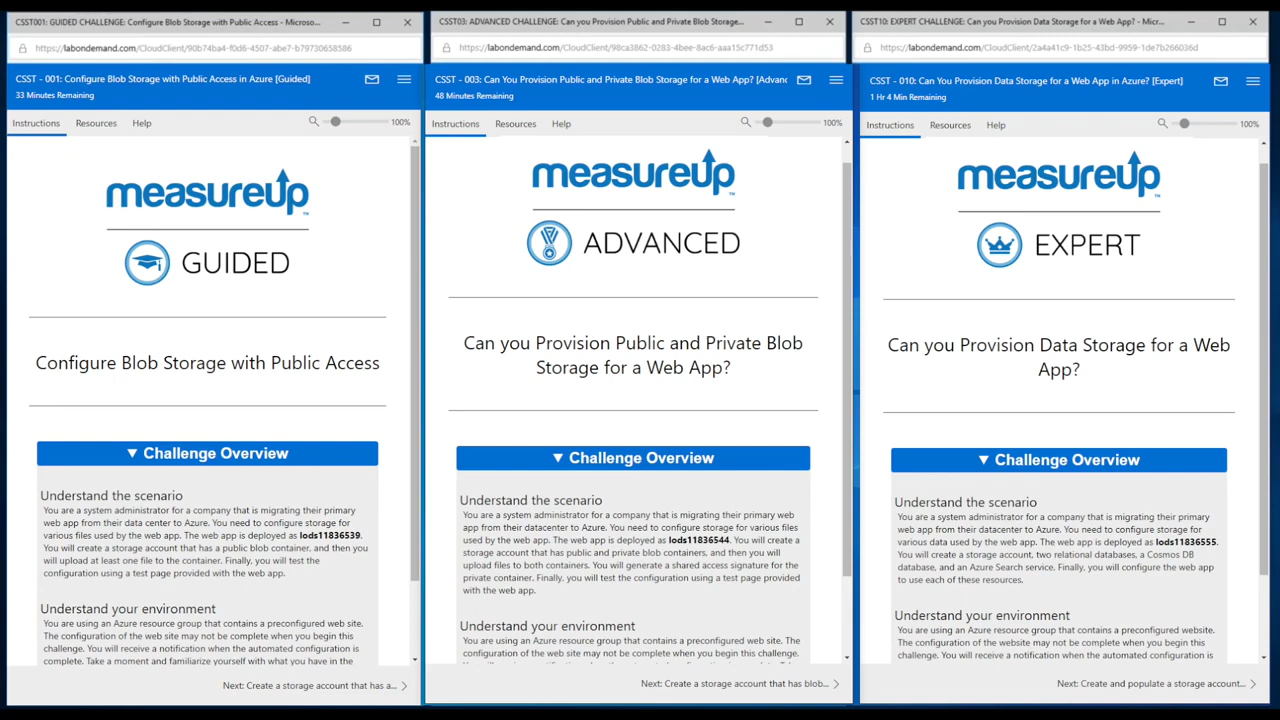 CSST001: GUIDED CHALLENGE: Configure Blob Storage with Public Access - Microso...
https://labondemand.com/CloudClient/90b74ba4-f0d6-4507-abe7-b79730658586
CSST - 001: Configure Blob Storage with Public Access in Azure [Guided]
33 Minutes Remaining
Instructions
Resources
Help
100%
measureup™
GUIDED
Configure Blob Storage with Public Access
▼ Challenge Overview
Understand the scenario
You are a system administrator for a company that is migrating their primary
web app from their data center to Azure. You need to configure storage for
various files used by the web app. The web app is deployed as lods11836539.
You will create a storage account that has a public blob container, and then you
will upload at least one file to the container. Finally, you will test the
configuration using a test page provided with the web app.
Understand your environment
You are using an Azure resource group that contains a preconfigured web site.
The configuration of the web site may not be complete when you begin this
challenge. You will receive a notification when the automated configuration is
complete. Take a moment and familiarize yourself with what you have in the
Next: Create a storage account that has a... >
CSST03: ADVANCED CHALLENGE: Can you Provision Public and Private Blob Storage...
https://labondemand.com/CloudClient/98ca3862-0283-4bee-8ac6-aaa15c771d53
CSST - 003: Can You Provision Public and Private Blob Storage for a Web App? [Advanc
48 Minutes Remaining
Instructions
Resources
Help
100%
measureup™
ADVANCED
Can you Provision Public and Private Blob
Storage for a Web App?
▼ Challenge Overview
Understand the scenario
You are a system administrator for a company that is migrating their primary web
app from their datacenter to Azure. You need to configure storage for various files
used by the web app. The web app is deployed as lods11836544. You will create a
storage account that has public and private blob containers, and then you will
upload files to both containers. You will generate a shared access signature for the
private container. Finally, you will test the configuration using a test page provided
with the web app.
Understand your environment
You are using an Azure resource group that contains a preconfigured web site. The
configuration of the web site may not be complete when you begin this challenge.
Next: Create a storage account that has blob... >
CSST10: EXPERT CHALLENGE: Can you Provision Data Storage for a Web App? - Micr...
https://labondemand.com/CloudClient/2a4a41c9-1b25-43bd-9959-1de7b266036d
CSST - 010: Can You Provision Data Storage for a Web App in Azure? [Expert]
1 Hr 4 Min Remaining
Instructions
Resources
Help
100%
measureup™
EXPERT
Can you Provision Data Storage for a Web
App?
▼ Challenge Overview
Understand the scenario
You are a system administrator for a company that is migrating their primary
web app from their datacenter to Azure. You need to configure storage for
various data used by the web app. The web app is deployed as lods11836555.
You will create a storage account, two relational databases, a Cosmos DB
database, and an Azure Search service. Finally, you will configure the web app
to use each of these resources.
Understand your environment
You are using an Azure resource group that contains a preconfigured website.
The configuration of the website may not be complete when you begin this
challenge. You will receive a notification when the automated configuration is
Next: Create and populate a storage account... >